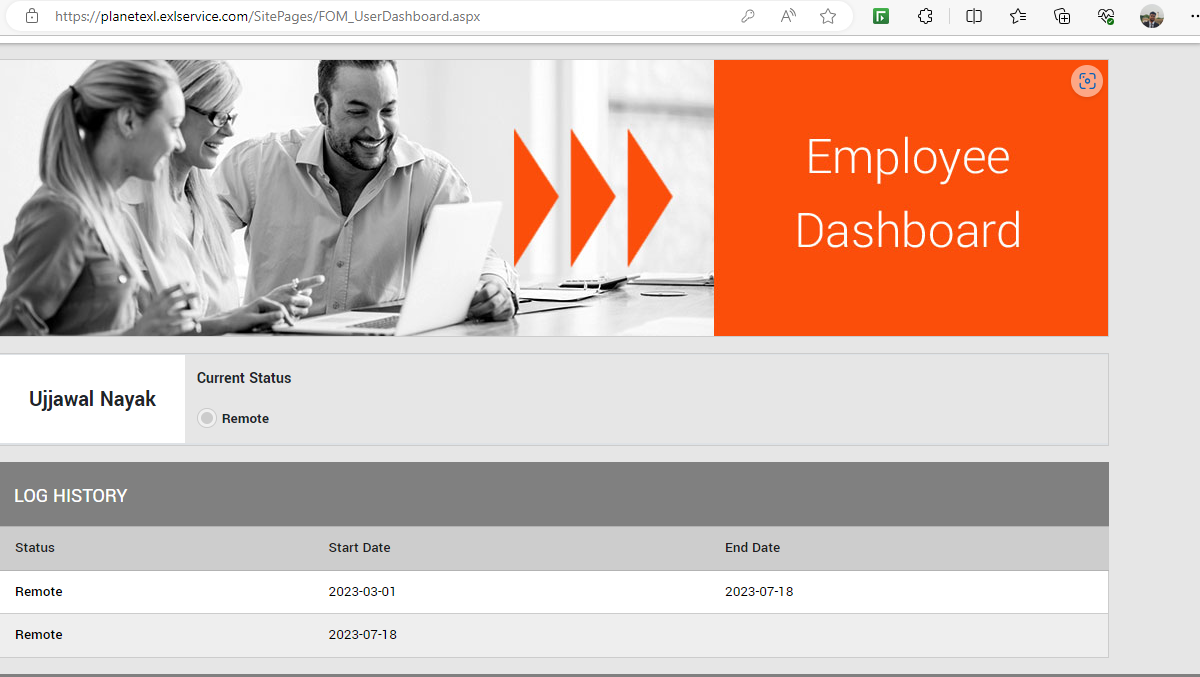 https://planetexl.exlservice.com/SitePages/FOM_UserDashboard.aspx
Employee
Dashboard
Ujjawal Nayak
Current Status
Remote
LOG HISTORY
Status Start Date End Date
Remote 2023-03-01 2023-07-18
Remote 2023-07-18